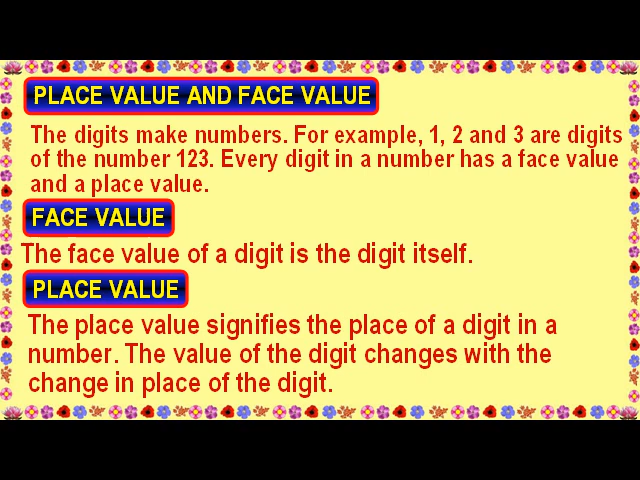 PLACE VALUE AND FACE VALUE
The digits make numbers. For example, 1, 2 and 3 are digits
of the number 123. Every digit in a number has a face value
and a place value.
FACE VALUE
The face value of a digit is the digit itself.
PLACE VALUE
The place value signifies the place of a digit in a
number. The value of the digit changes with the
change in place of the digit.